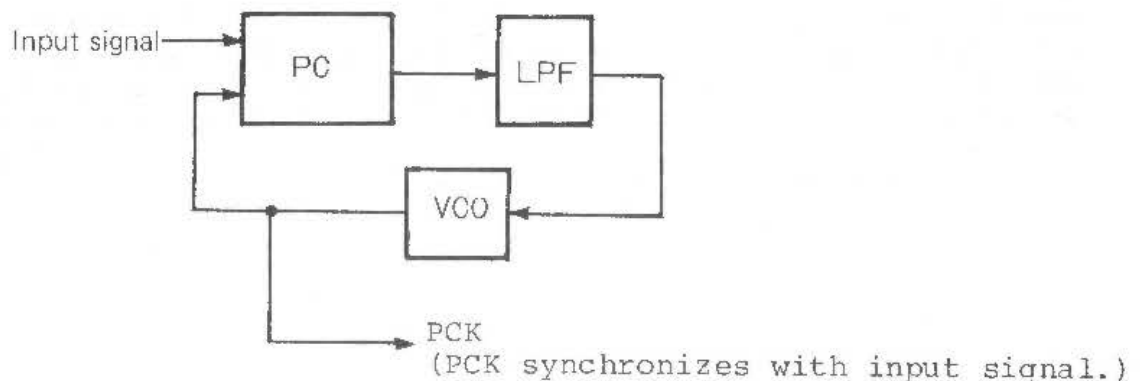 Input signal
PC
LPF
VCO
PCK
(PCK synchronizes with input signal.)